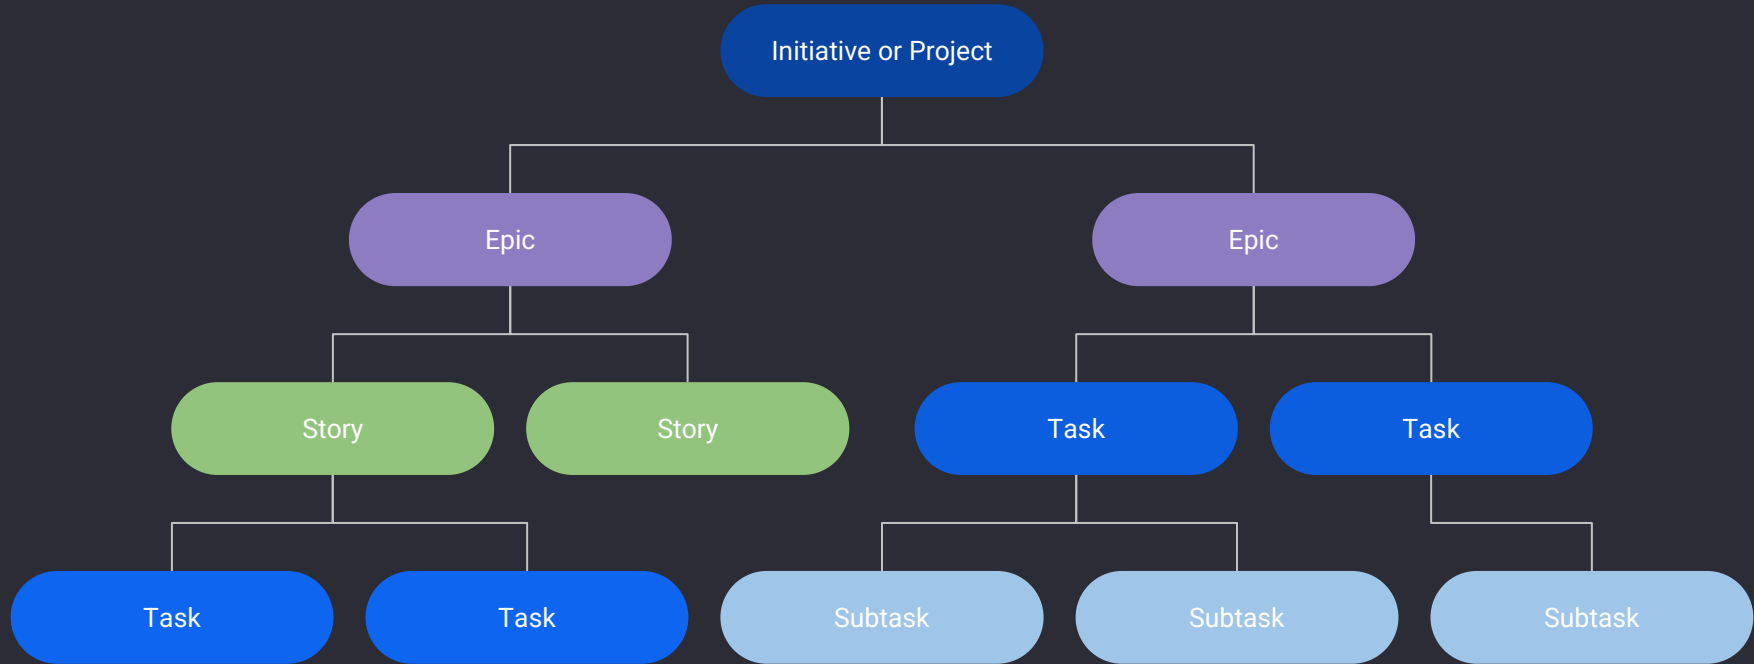 Initiative or Project
Epic
Epic
Story
Story
Task
Task
Task
Task
Subtask
Subtask
Subtask